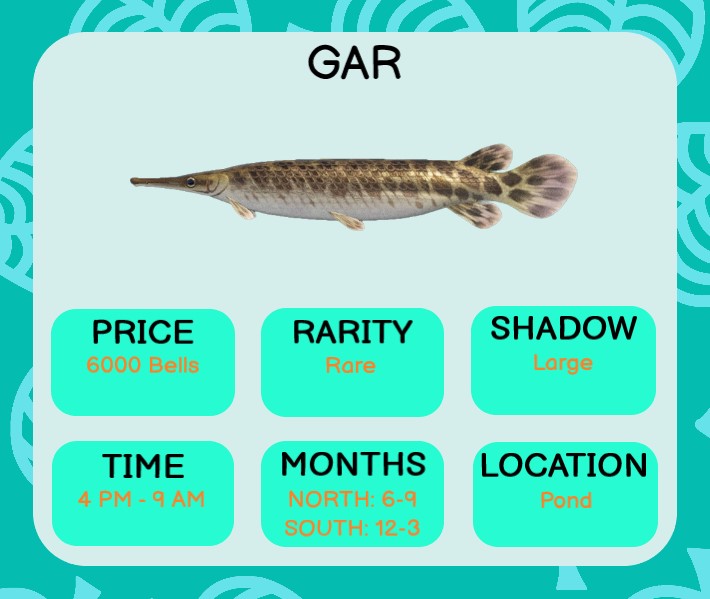 GAR
PRICE
6000 Bells
RARITY
Rare
SHADOW
Large
TIME
4 PM - 9 AM
MONTHS
NORTH: 6-9
SOUTH: 12-3
LOCATION
Pond